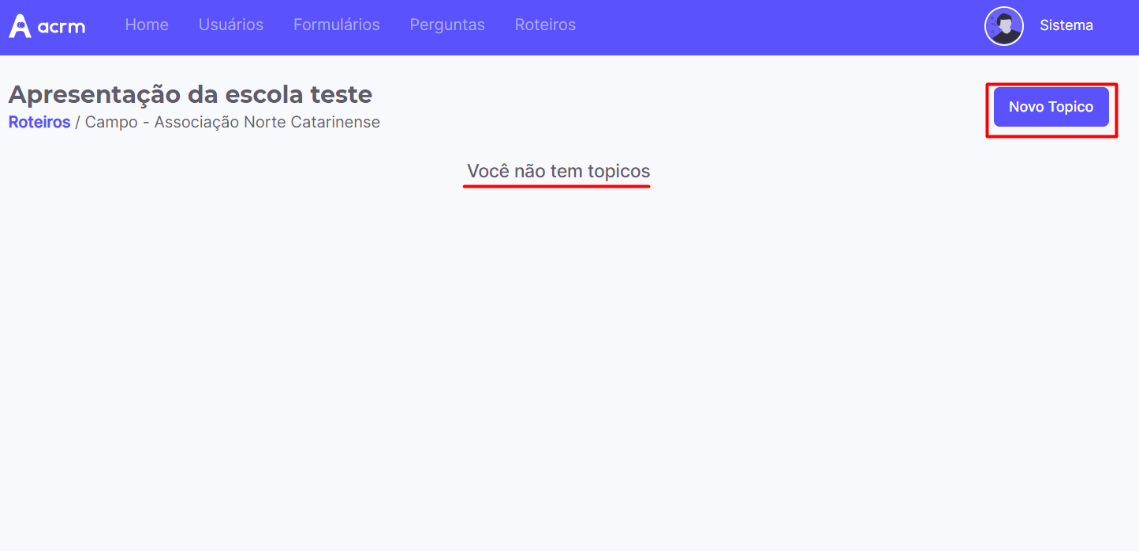 acrm Home Usuários Formulários Perguntas Roteiros Sistema
Apresentação da escola teste
Novo Topico
Roteiros / Campo - Associação Norte Catarinense
Você não tem topicos